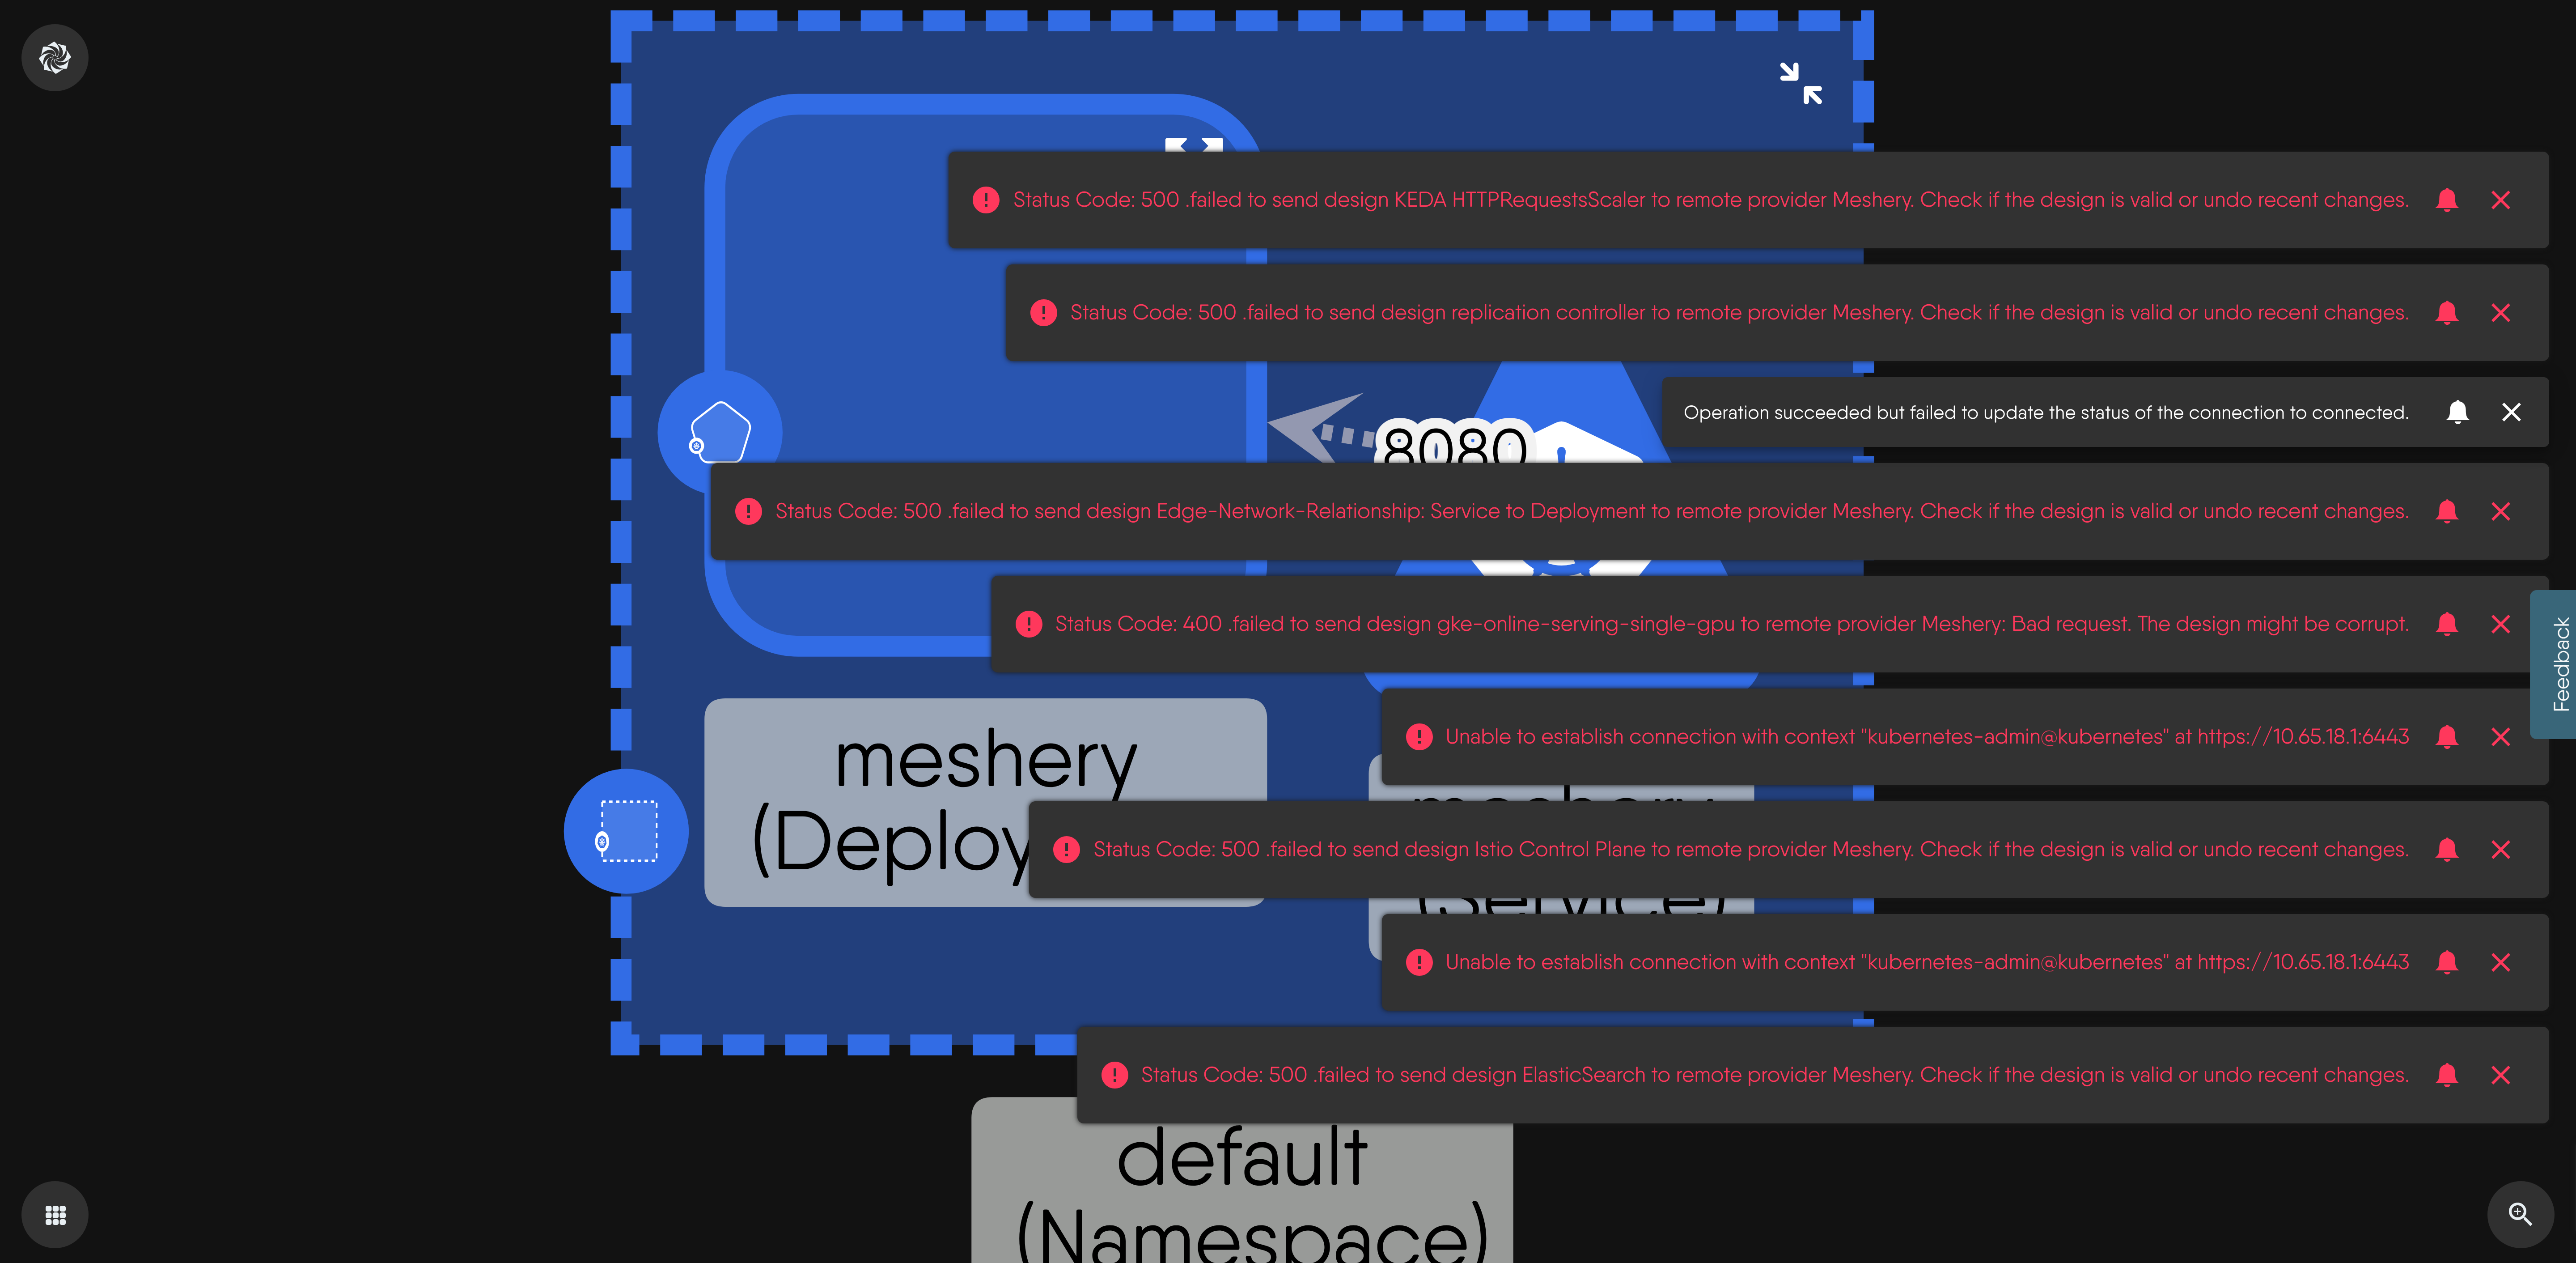 Status Code: 500 .failed to send design KEDA HTTPRequestsScaler to remote provider Meshery. Check if the design is valid or undo recent changes.
Status Code: 500 .failed to send design replication controller to remote provider Meshery. Check if the design is valid or undo recent changes.
Operation succeeded but failed to update the status of the connection to connected.
8080
Status Code: 500 .failed to send design Edge-Network-Relationship: Service to Deployment to remote provider Meshery. Check if the design is valid or undo recent changes.
Status Code: 400 .failed to send design gke-online-serving-single-gpu to remote provider Meshery: Bad request. The design might be corrupt.
Feedback
Unable to establish connection with context "kubernetes-admin@kubernetes" at https://10.65.18.1:6443
meshery
(Deploy
meshery
Status Code: 500 .failed to send design Istio Control Plane to remote provider Meshery. Check if the design is valid or undo recent changes.
(Service)
Unable to establish connection with context "kubernetes-admin@kubernetes" at https://10.65.18.1:6443
Status Code: 500 .failed to send design ElasticSearch to remote provider Meshery. Check if the design is valid or undo recent changes.
default
(Namespace)